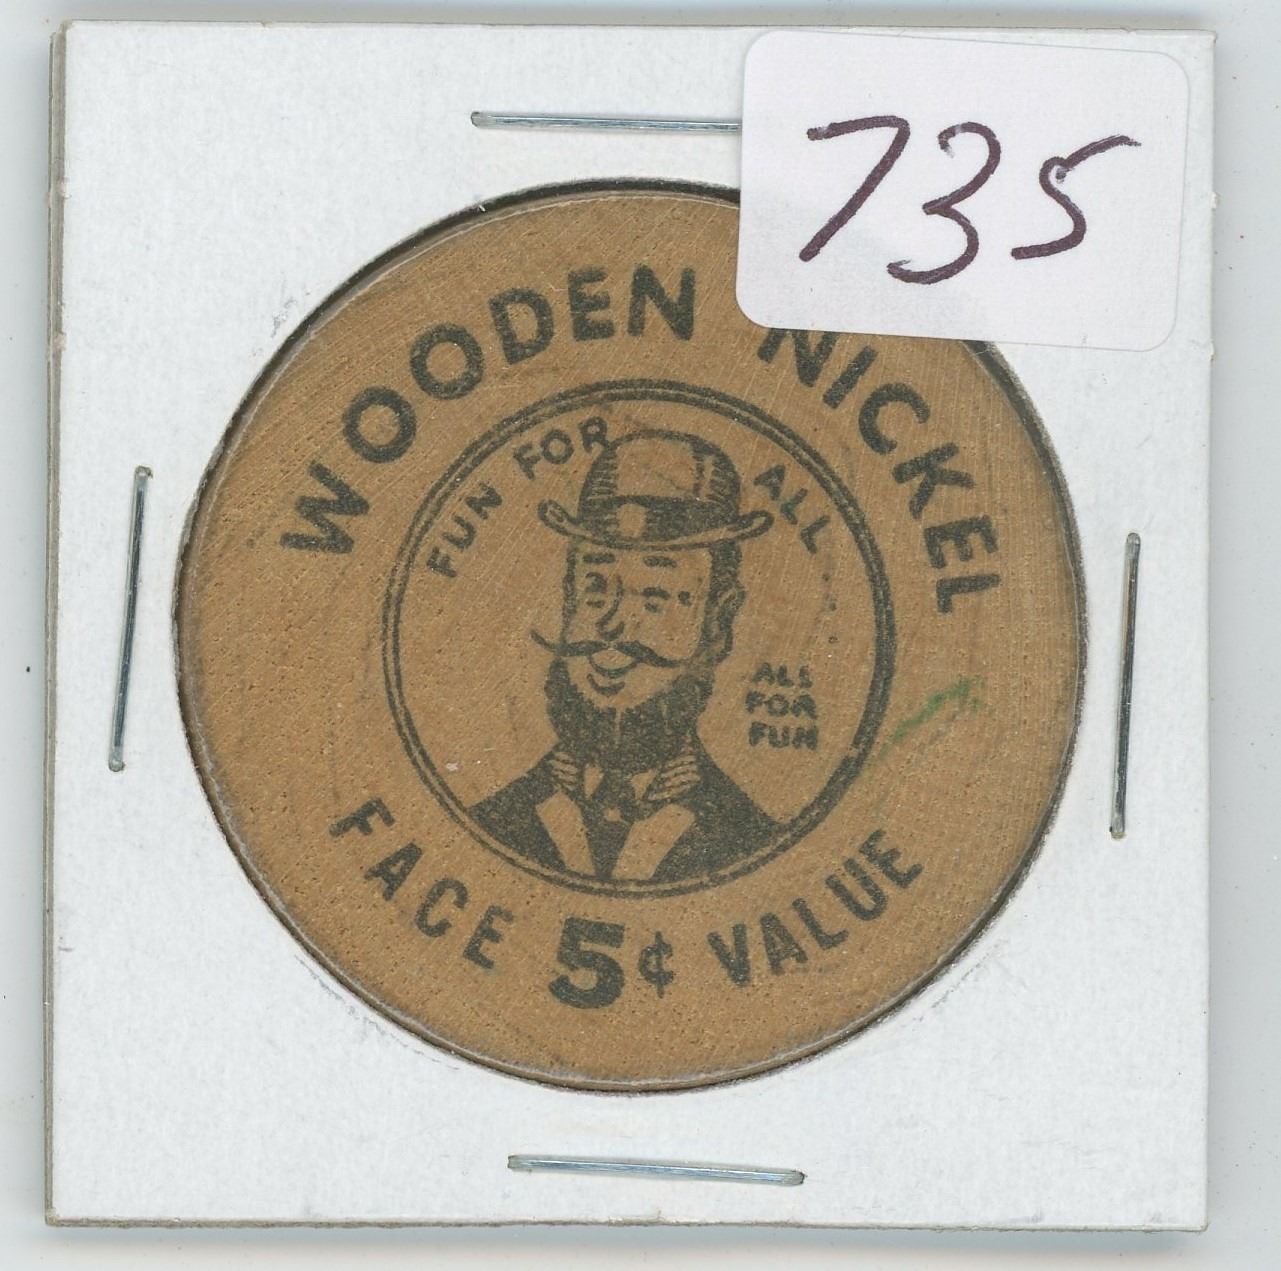 735
WOODEN NICKEL
FUN FOR ALL
ALL
FOR
FUN
FACE 5¢ VALUE